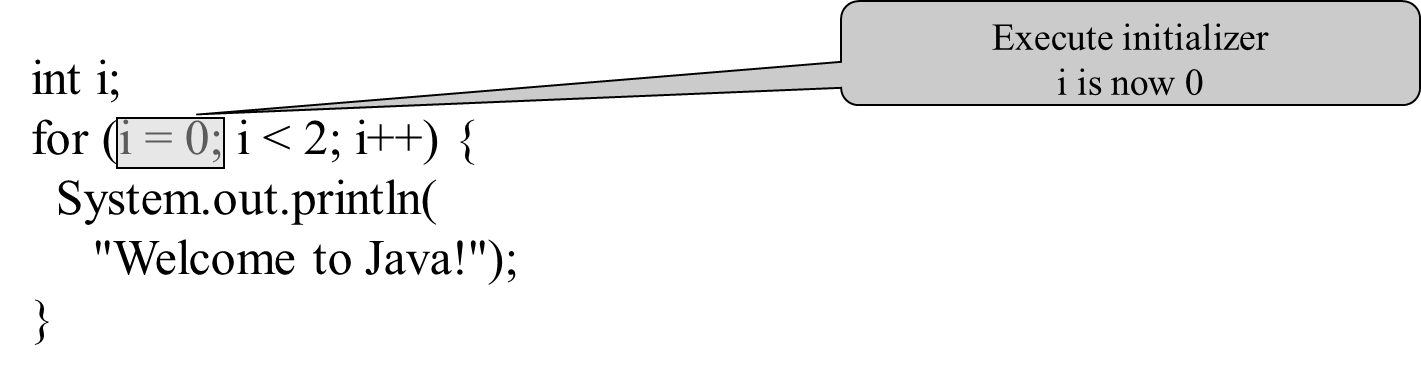 Execute initializer
i is now 0
int i;
for (i = 0; i < 2; i++) {
System.out.println(
"Welcome to Java!");
}